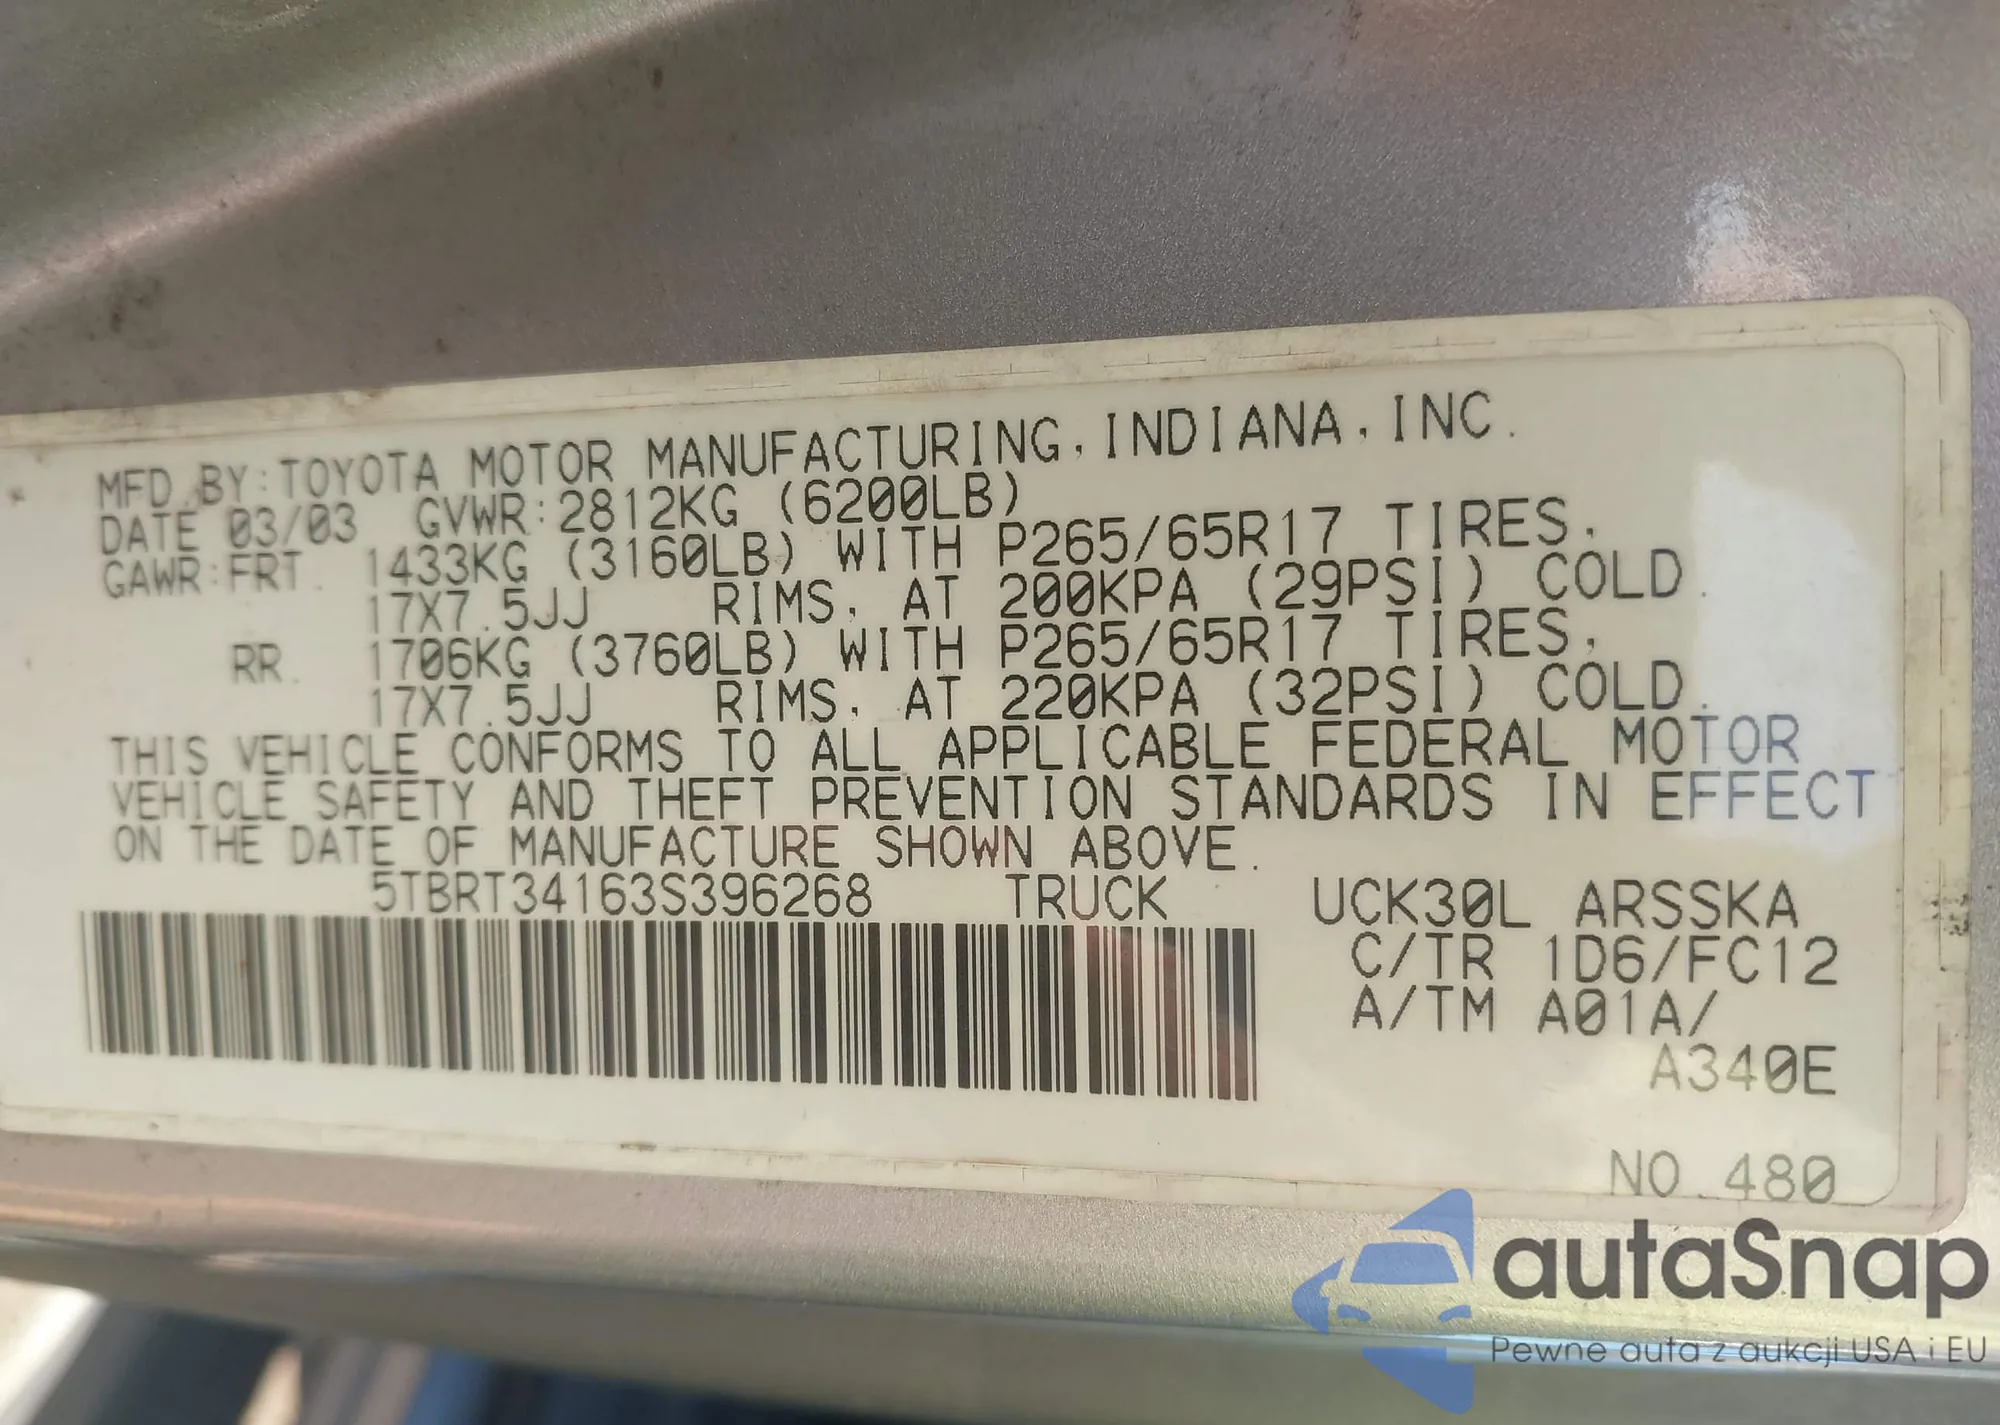 MFD.BY:TOYOTA MOTOR MANUFACTURING,INDIANA,INC.
DATE 03/03 GVWR:2812KG (6200LB)
GAWR:FRT. 1433KG (3160LB) WITH P265/65R17 TIRES,
17X7.5JJ RIMS, AT 200KPA (29PSI) COLD.
RR. 1706KG (3760LB) WITH P265/65R17 TIRES,
17X7.5JJ RIMS, AT 220KPA (32PSI) COLD.
THIS VEHICLE CONFORMS TO ALL APPLICABLE FEDERAL MOTOR
VEHICLE SAFETY AND THEFT PREVENTION STANDARDS IN EFFECT
ON THE DATE OF MANUFACTURE SHOWN ABOVE.
5TBRT34163S396268 TRUCK UCK30L ARSSKA
C/TR 1D6/FC12
A/TM A01A/
A340E
NO.480
autaSnap
Pewne auta z aukcji USA i EU